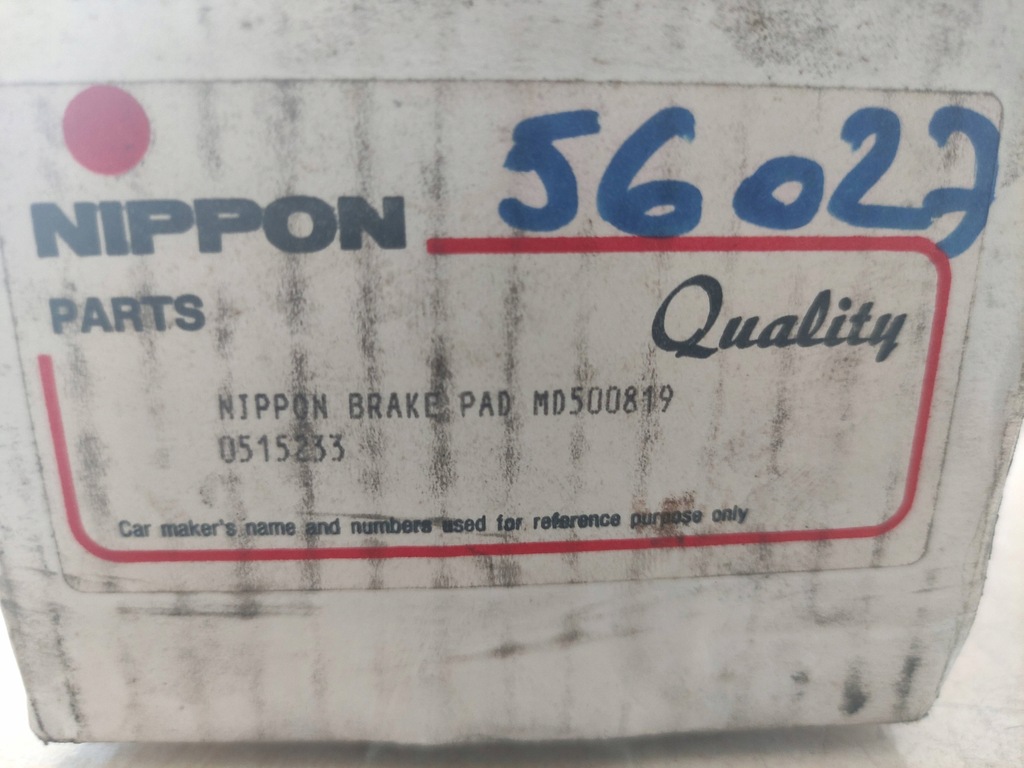 56027
NIPPON
PARTS
Quality
NIPPON BRAKE PAD MD500819
0515233
Car maker's name and numbers used for reference purpose only